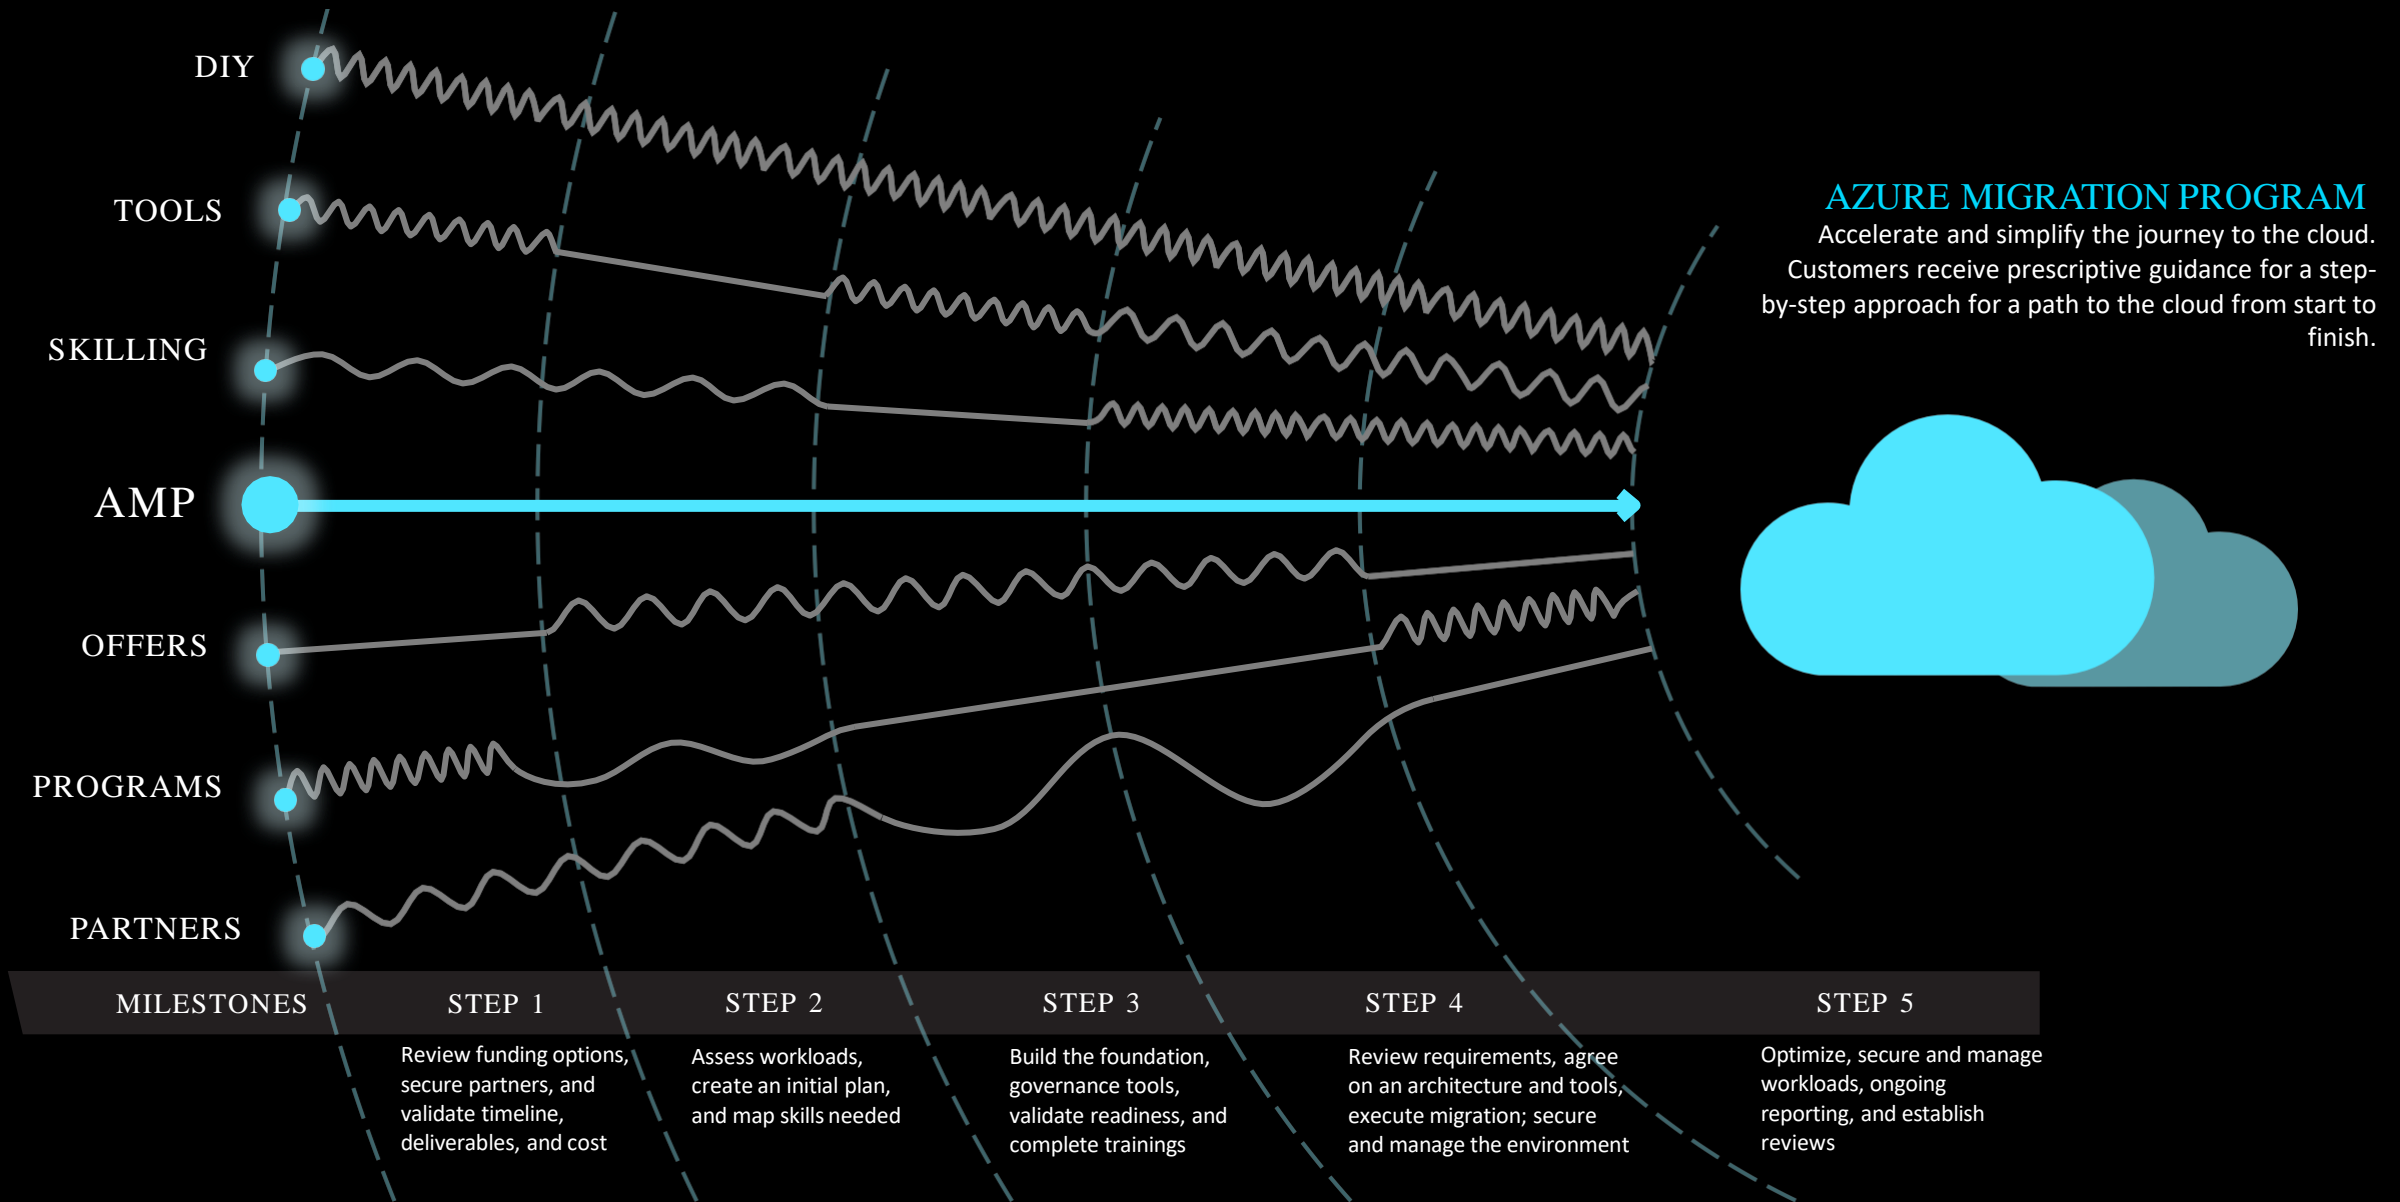 DIY
TOOLS
SKILLING
AMP
OFFERS
PROGRAMS
PARTNERS
AZURE MIGRATION PROGRAM
Accelerate and simplify the journey to the cloud.
Customers receive prescriptive guidance for a step-
by-step approach for a path to the cloud from start to
finish.
MILESTONES
STEP 1
STEP 2
STEP 3
STEP 4
STEP 5
Review funding options,
secure partners, and
validate timeline,
deliverables, and cost
Assess workloads,
create an initial plan,
and map skills needed
Build the foundation,
governance tools,
validate readiness, and
complete trainings
Review requirements, agree
on an architecture and tools,
execute migration; secure
and manage the environment
Optimize, secure and manage
workloads, ongoing
reporting, and establish
reviews